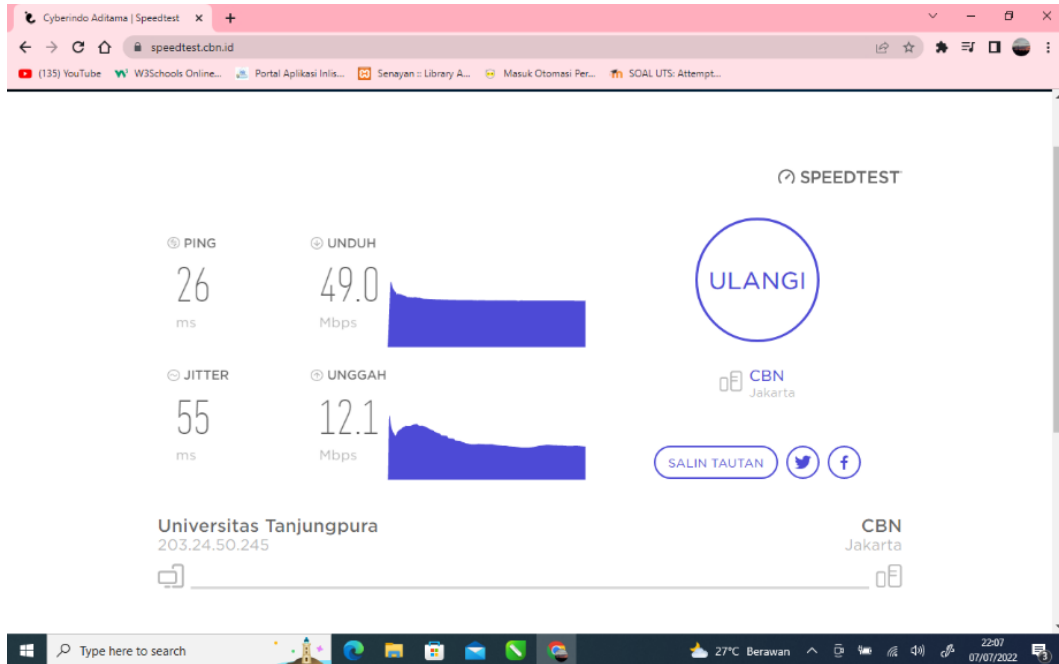 Cyberindo Aditama | Speedtest
speedtest.cbn.id
(135) YouTube W3Schools Online... Portal Aplikasi Inlis... Senayan :: Library A... Masuk Otomasi Per... SOAL UTS: Attempt...
SPEEDTEST
PING UNDUH
26 49.0
ms Mbps
ULANGI
JITTER UNGGAH
55 12.1
ms Mbps
CBN
Jakarta
SALIN TAUTAN
Universitas Tanjungpura CBN
203.24.50.245 Jakarta
Type here to search 27°C Berawan 22:07
07/07/2022